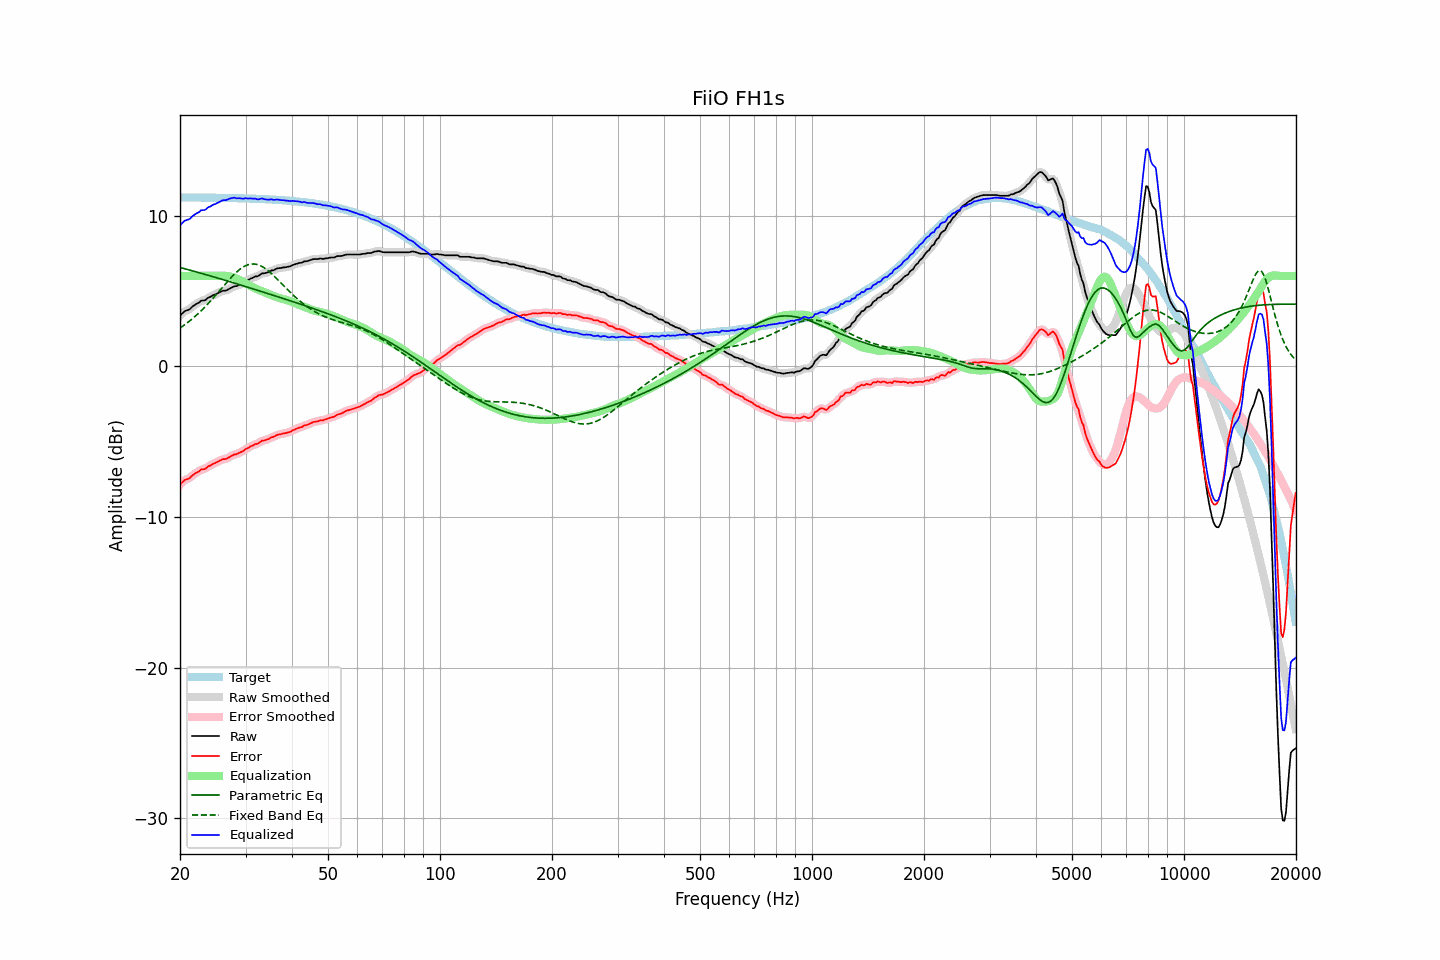 FiiO FH1s
Amplitude (dBr)
10
0
−10
−20
−30
Target
Raw Smoothed
Error Smoothed
Raw
Error
Equalization
Parametric Eq
Fixed Band Eq
Equalized
20 50 100 200 500 1000 2000 5000 10000 20000
Frequency (Hz)